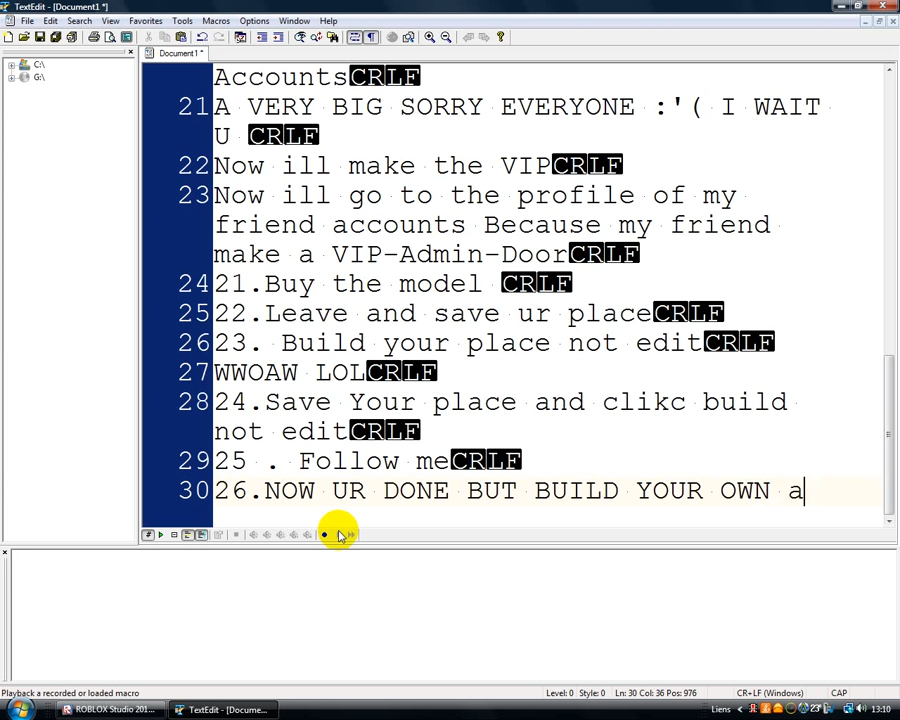 TextEdit - [Document1 *]
File Edit Search View Favorites Tools Macros Options Window Help
C:\
G:\
Document1 *
AccountsCRLF
21 A VERY BIG SORRY EVERYONE :'( I WAIT
U CRLF
22 Now ill make the VIPCRLF
23 Now ill go to the profile of my
friend accounts Because my friend
make a VIP-Admin-DoorCRLF
24 21.Buy the model CRLF
25 22.Leave and save ur placeCRLF
26 23. Build your place not editCRLF
27 WWOAW LOLCRLF
28 24.Save Your place and clikc build
not editCRLF
29 25 . Follow meCRLF
30 26.NOW UR DONE BUT BUILD YOUR OWN a
Playback a recorded or loaded macro
Level: 0 Style: 0 Ln: 30 Col: 36 Pos: 976 CR+LF (Windows) CAP
ROBLOX Studio 201... TextEdit - [Docume... Liens 23° 13:10